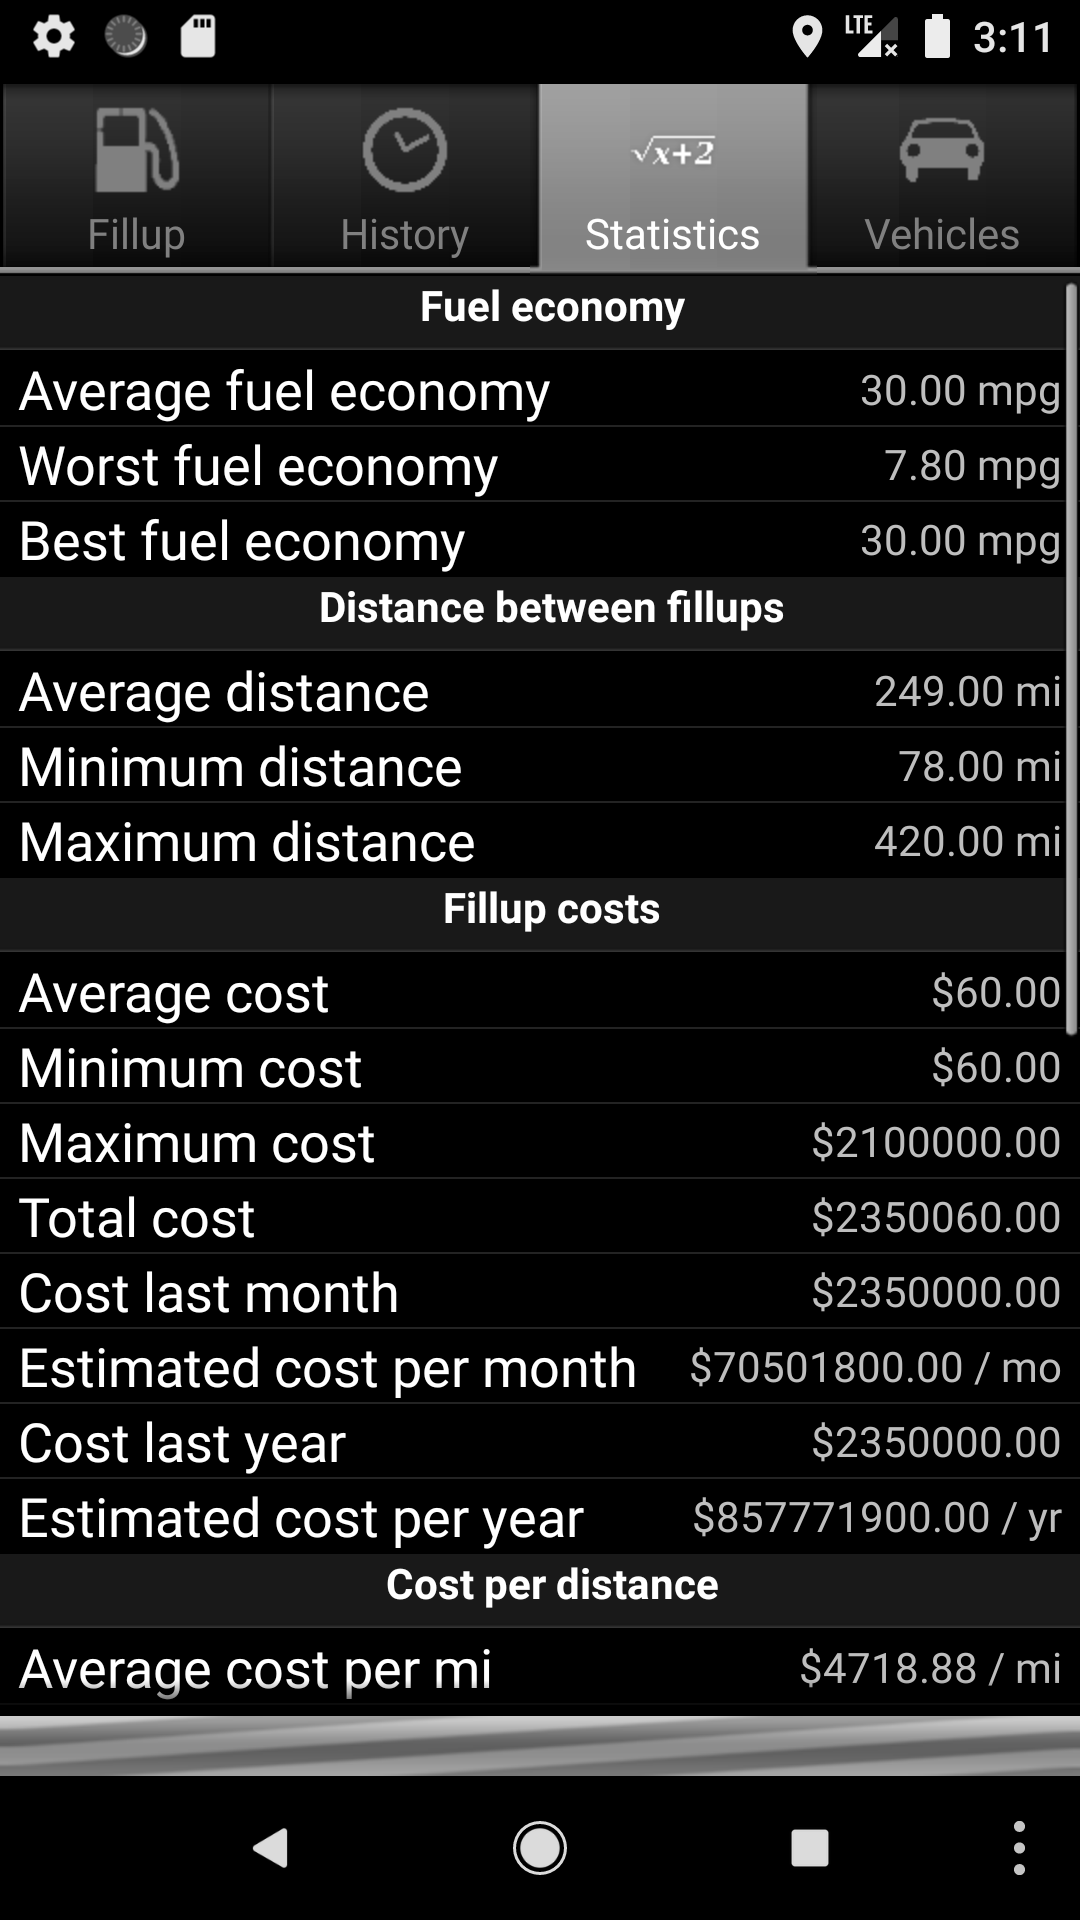 LTE 3:11
√x+2
Fillup History Statistics Vehicles
Fuel economy
Average fuel economy 30.00 mpg
Worst fuel economy 7.80 mpg
Best fuel economy 30.00 mpg
Distance between fillups
Average distance 249.00 mi
Minimum distance 78.00 mi
Maximum distance 420.00 mi
Fillup costs
Average cost $60.00
Minimum cost $60.00
Maximum cost $2100000.00
Total cost $2350060.00
Cost last month $2350000.00
Estimated cost per month $70501800.00 / mo
Cost last year $2350000.00
Estimated cost per year $857771900.00 / yr
Cost per distance
Average cost per mi $4718.88 / mi